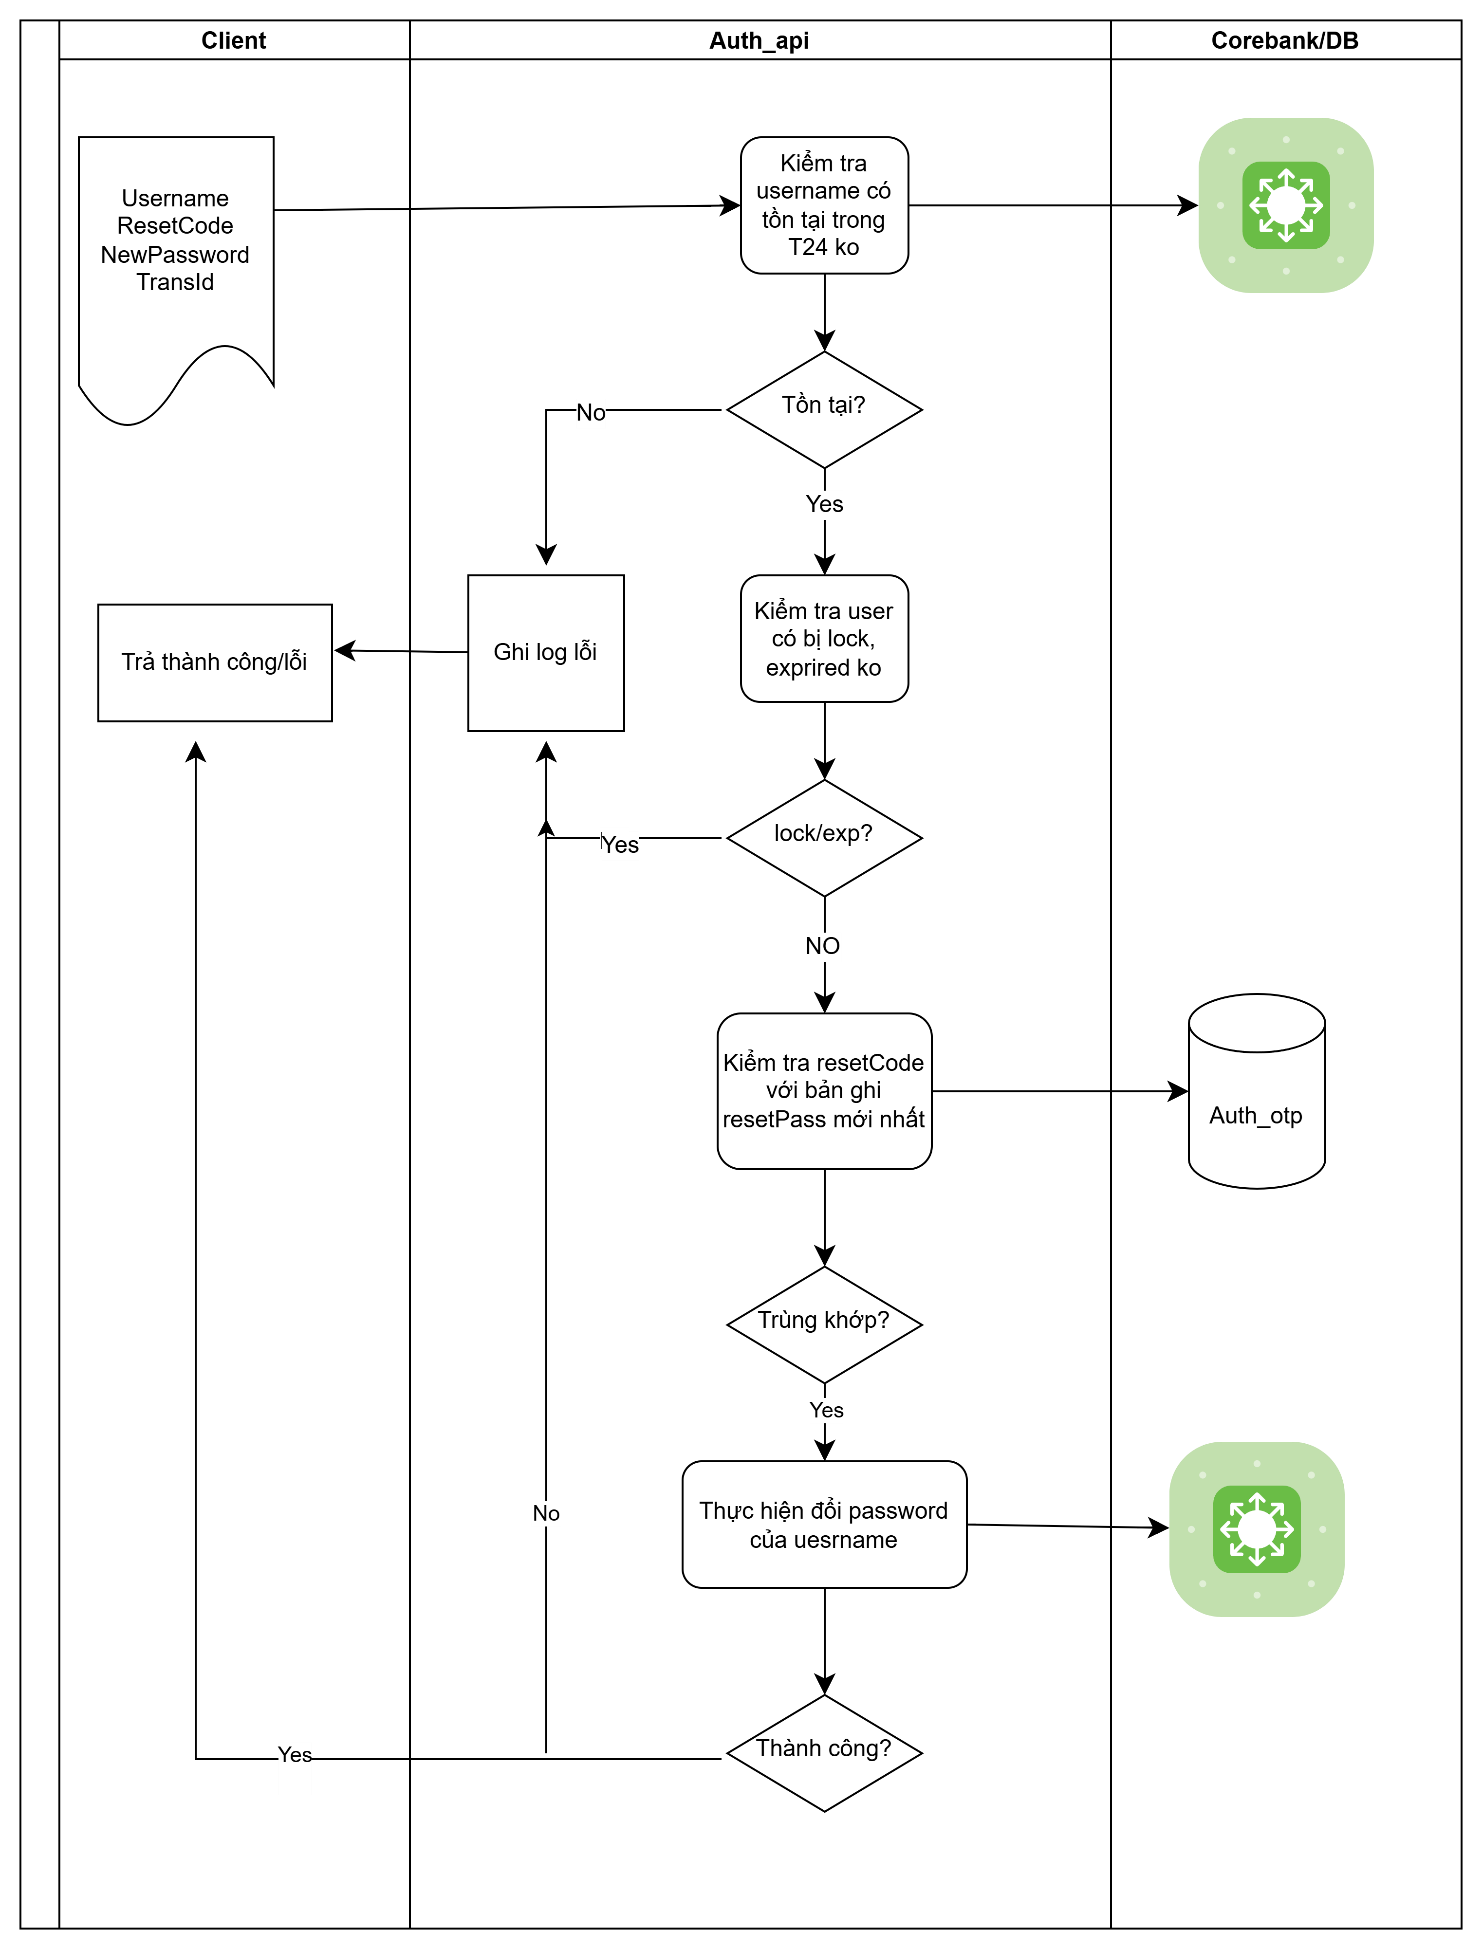 Client
Auth_api
Corebank/DB
Username
ResetCode
NewPassword
TransId
Kiểm tra
username có
tồn tại trong
T24 ko
Tồn tại?
No
Yes
Kiểm tra user
có bị lock,
exprired ko
Ghi log lỗi
Trả thành công/lỗi
lock/exp?
Yes
NO
Kiểm tra resetCode
với bản ghi
resetPass mới nhất
Auth_otp
Trùng khớp?
Yes
Thực hiện đổi password
của uesrname
No
Thành công?
Yes